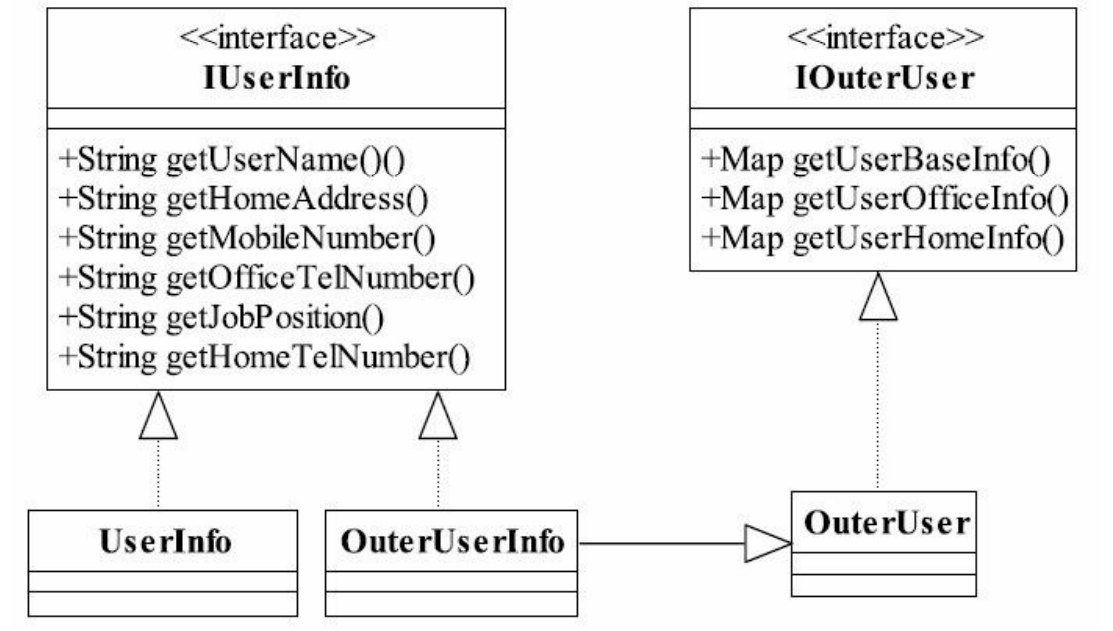 <<interface>>
IUserInfo
+String getUserName()()
+String getHomeAddress()
+String getMobileNumber()
+String getOfficeTelNumber()
+String getJobPosition()
+String getHomeTelNumber()
<<interface>>
IOuterUser
+Map getUserBaseInfo()
+Map getUserOfficeInfo()
+Map getUserHomeInfo()
UserInfo
OuterUserInfo
OuterUser